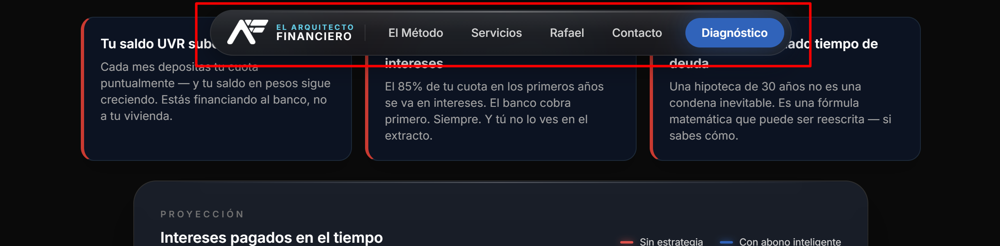 EL ARQUITECTO
FINANCIERO
El Método
Servicios
Rafael
Contacto
Diagnóstico
Tu saldo UVR sube
Cada mes depositas tu cuota
puntualmente — y tu saldo en pesos sigue
creciendo. Estás financiando al banco, no
a tu vivienda.
intereses
El 85% de tu cuota en los primeros años
se va en intereses. El banco cobra
primero. Siempre. Y tú no lo ves en el
extracto.
tiempo de
deuda
Una hipoteca de 30 años no es una
condena inevitable. Es una fórmula
matemática que puede ser reescrita — si
sabes cómo.
PROYECCIÓN
Intereses pagados en el tiempo
Sin estrategia
Con abono inteligente